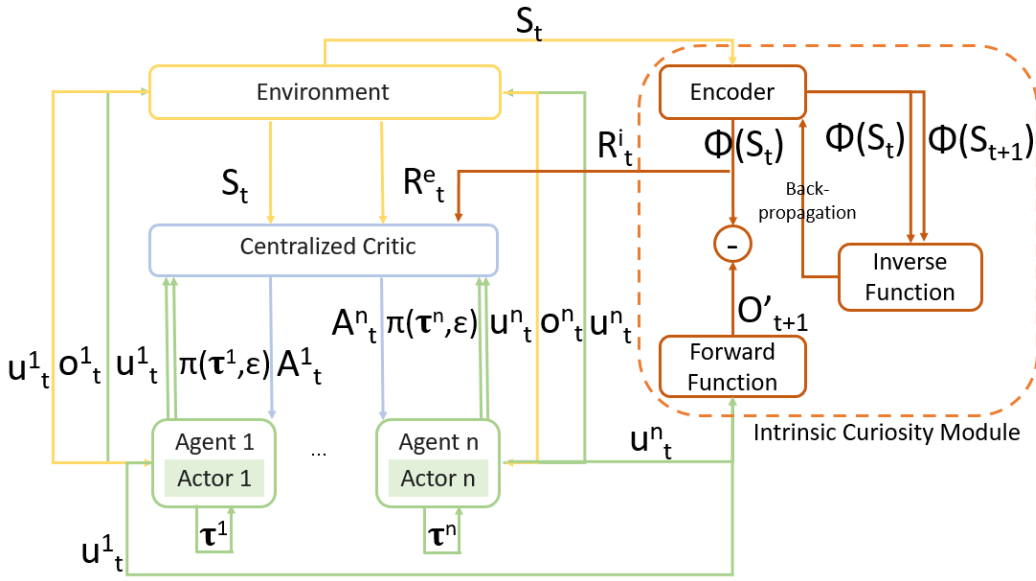 S_t
Environment
Encoder
S_t
R^e_t
R^i_t
Φ(S_t)
Φ(S_t)
Φ(S_{t+1})
Back-
propagation
Centralized Critic
-
Inverse
Function
O'_{t+1}
u^1_t
o^1_t
u^1_t
π(τ^1,ε)
A^1_t
A^n_t
π(τ^n,ε)
u^n_t
o^n_t
u^n_t
Forward
Function
Agent 1
Actor 1
...
Agent n
Actor n
u^n_t
Intrinsic Curiosity Module
τ^1
τ^n
u^1_t